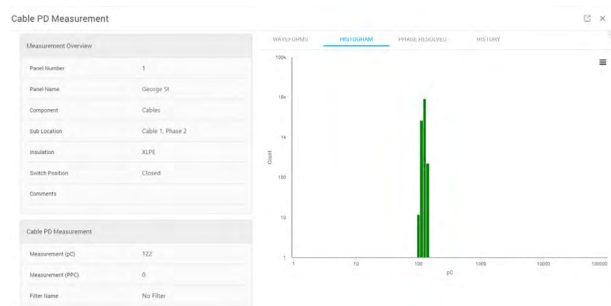 Cable PD Measurement
WAVEFORMS HISTOGRAM PHASE RESOLVED HISTORY
Measurement Overview
Panel Number 1
Panel Name George St
Component Cables
Sub Location Cable 1, Phase 2
Insulation XLPE
Switch Position Closed
Comments
Cable PD Measurement
Measurement (pC) 122
Measurement (PPC) 0
Filter Name No Filter
100k
10k
1k
100
10
1
Count
1 10 100 1000 10000 100000
pC